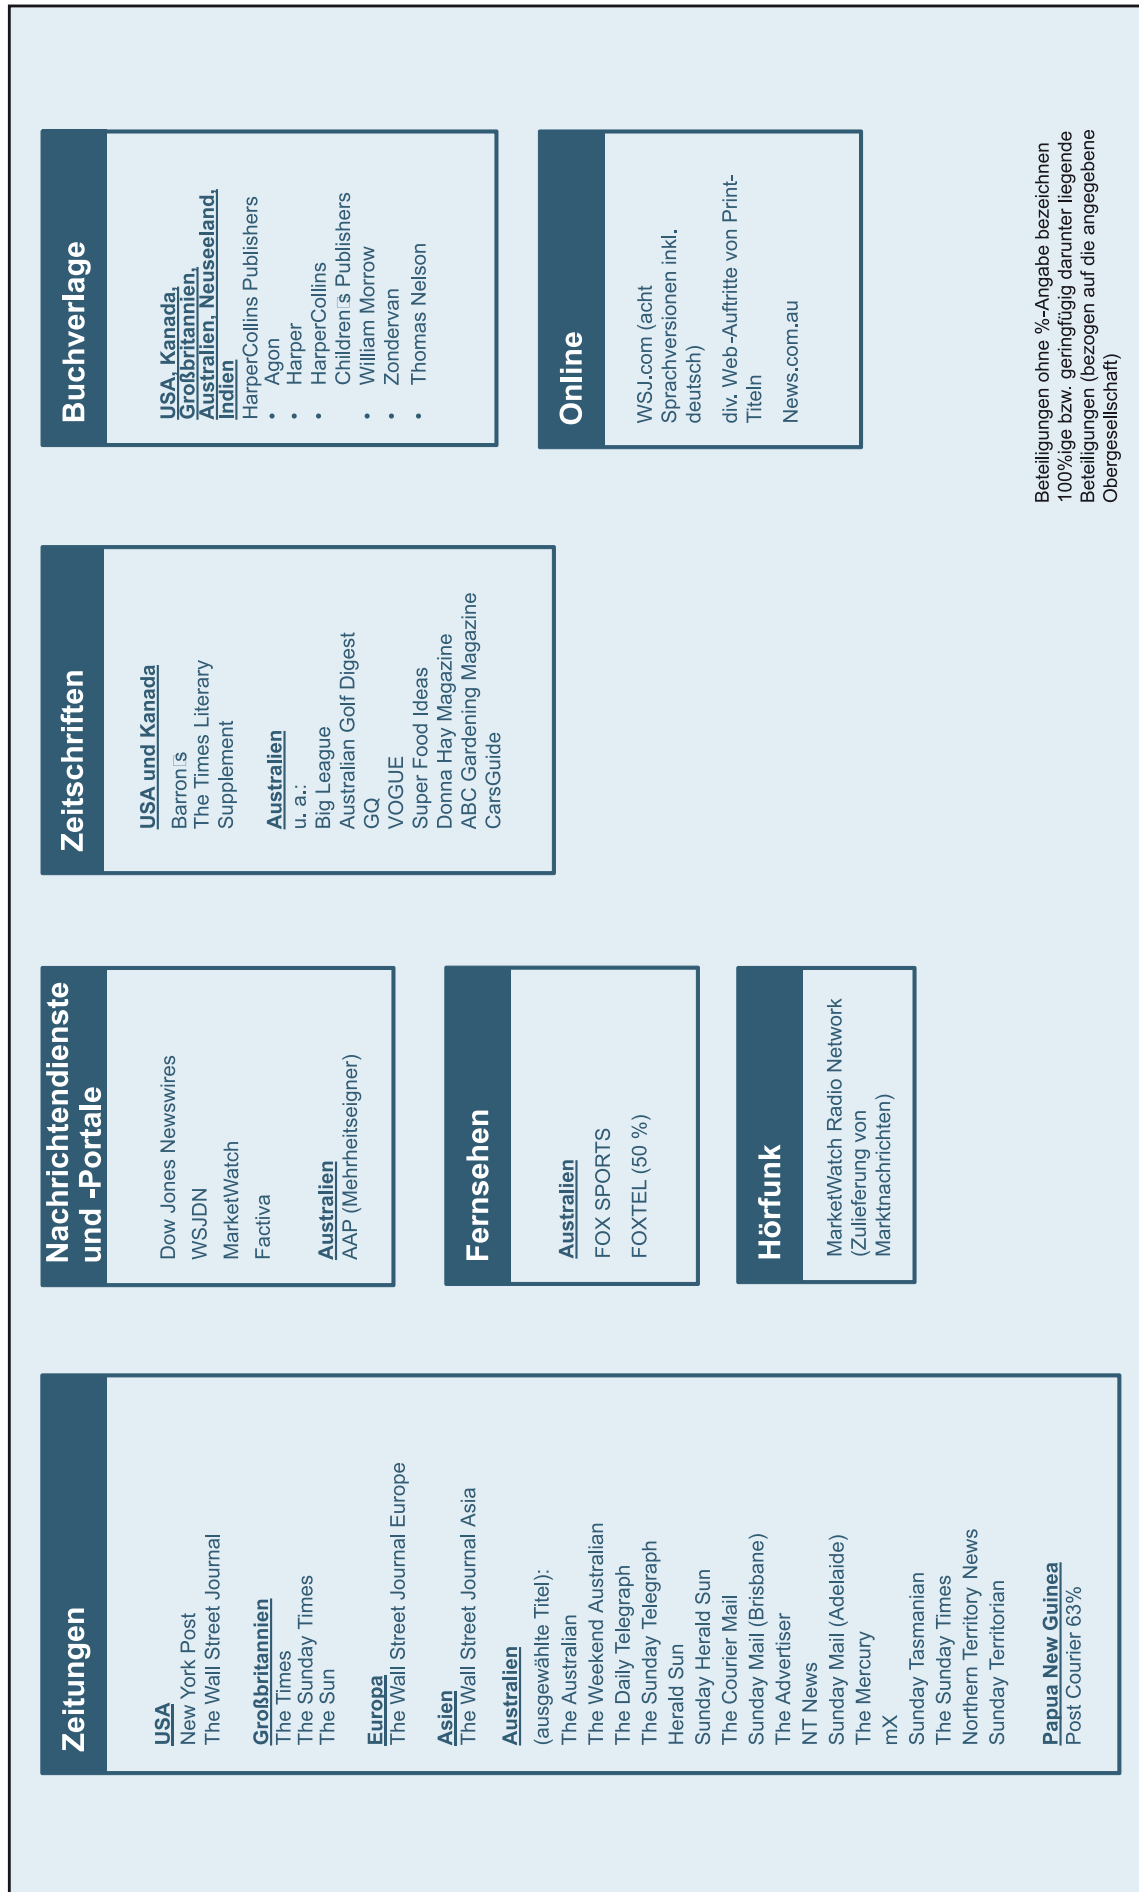 Zeitungen
USA
New York Post
The Wall Street Journal
Großbritannien
The Times
The Sunday Times
The Sun
Europa
The Wall Street Journal Europe
Asien
The Wall Street Journal Asia
Australien
(ausgewählte Titel):
The Australian
The Weekend Australian
The Daily Telegraph
The Sunday Telegraph
Herald Sun
Sunday Herald Sun
The Courier Mail
Sunday Mail (Brisbane)
The Advertiser
NT News
Sunday Mail (Adelaide)
The Mercury
mX
Sunday Tasmanian
The Sunday Times
Northern Territory News
Sunday Territorian
Papua New Guinea
Post Courier 63%
Nachrichtendienste
und -Portale
Dow Jones Newswires
WSJDN
MarketWatch
Factiva
Australien
AAP (Mehrheitseigner)
Fernsehen
Australien
FOX SPORTS
FOXTEL (50 %)
Hörfunk
MarketWatch Radio Network
(Zulieferung von
Marktnachrichten)
Zeitschriften
USA und Kanada
Barron□s
The Times Literary
Supplement
Australien
u. a.:
Big League
Australian Golf Digest
GQ
VOGUE
Super Food Ideas
Donna Hay Magazine
ABC Gardening Magazine
CarsGuide
Buchverlage
USA, Kanada,
Großbritannien,
Australien, Neuseeland,
Indien
HarperCollins Publishers
• Agon
• Harper
• HarperCollins
Children□s Publishers
• William Morrow
• Zondervan
• Thomas Nelson
Online
WSJ.com (acht
Sprachversionen inkl.
deutsch)
div. Web-Auftritte von Print-
Titeln
News.com.au
Beteiligungen ohne %-Angabe bezeichnen
100%ige bzw. geringfügig darunter liegende
Beteiligungen (bezogen auf die angegebene
Obergesellschaft)